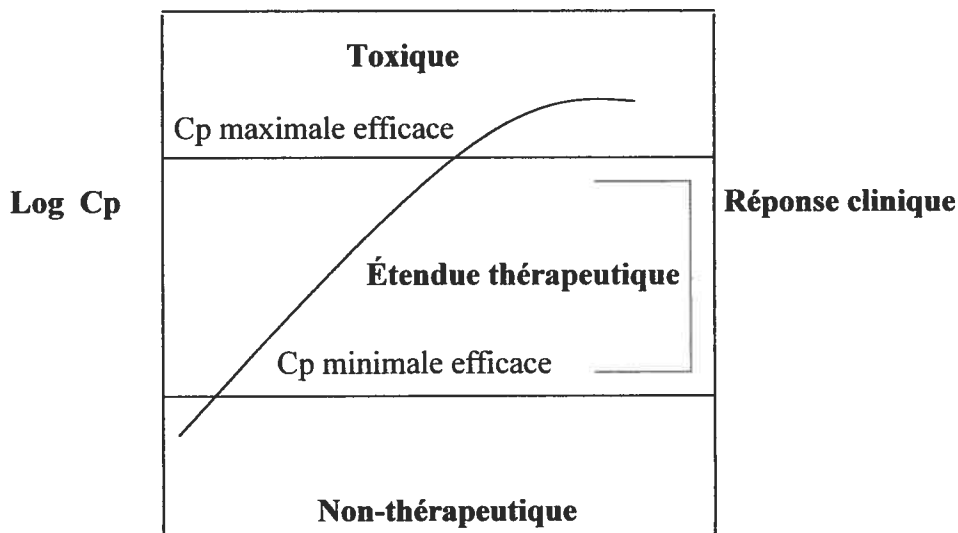 Toxique
Cp maximale efficace
Log Cp
Réponse clinique
Étendue thérapeutique
Cp minimale efficace
Non-thérapeutique